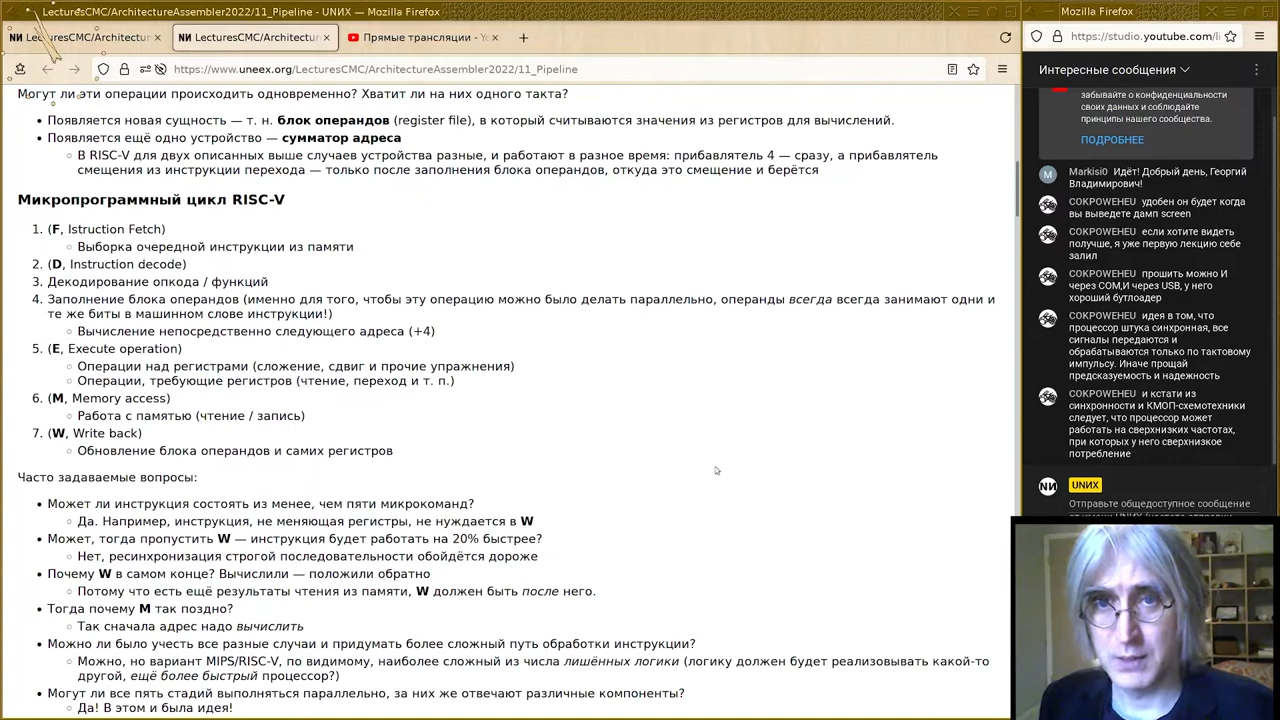 LecturesCMC/ArchitectureAssembler2022/11_Pipeline - UNИX — Mozilla Firefox
Mozilla Firefox
LecturesCMC/Architectur
LecturesCMC/Architectur
Прямые трансляции - Yo
https://www.uneex.org/LecturesCMC/ArchitectureAssembler2022/11_Pipeline
https://studio.youtube.com/li
Могут ли эти операции происходить одновременно? Хватит ли на них одного такта?
Появляется новая сущность — т. н. блок операндов (register file), в который считываются значения из регистров для вычислений.
Появляется ещё одно устройство — сумматор адреса
В RISC-V для двух описанных выше случаев устройства разные, и работают в разное время: прибавлятель 4 — сразу, а прибавлятель
смещения из инструкции перехода — только после заполнения блока операндов, откуда это смещение и берётся
Микропрограммный цикл RISC-V
1. (F, Istruction Fetch)
Выборка очередной инструкции из памяти
2. (D, Instruction decode)
3. Декодирование опкода / функций
4. Заполнение блока операндов (именно для того, чтобы эту операцию можно было делать параллельно, операнды всегда всегда занимают одни и
те же биты в машинном слове инструкции!)
Вычисление непосредственно следующего адреса (+4)
5. (E, Execute operation)
Операции над регистрами (сложение, сдвиг и прочие упражнения)
Операции, требующие регистров (чтение, переход и т. п.)
6. (M, Memory access)
Работа с памятью (чтение / запись)
7. (W, Write back)
Обновление блока операндов и самих регистров
Часто задаваемые вопросы:
Может ли инструкция состоять из менее, чем пяти микрокоманд?
Да. Например, инструкция, не меняющая регистры, не нуждается в W
Может, тогда пропустить W — инструкция будет работать на 20% быстрее?
Нет, ресинхронизация строгой последовательности обойдётся дороже
Почему W в самом конце? Вычислили — положили обратно
Потому что есть ещё результаты чтения из памяти, W должен быть после него.
Тогда почему M так поздно?
Так сначала адрес надо вычислить
Можно ли было учесть все разные случаи и придумать более сложный путь обработки инструкции?
Можно, но вариант MIPS/RISC-V, по видимому, наиболее сложный из числа лишённых логики (логику должен будет реализовывать какой-то
другой, ещё более быстрый процессор?)
Могут ли все пять стадий выполняться параллельно, за них же отвечают различные компоненты?
Да! В этом и была идея!
Интересные сообщения
забывайте о конфиденциальности
своих данных и соблюдайте
принципы нашего сообщества.
ПОДРОБНЕЕ
M Markisi0 Идёт! Добрый день, Георгий
Владимирович!
COKPOWEHEU удобен он будет когда
вы выведете дамп screen
COKPOWEHEU если хотите видеть
получше, я уже первую лекцию себе
залил
COKPOWEHEU прошить можно И
через COM,И через USB, у него
хороший бутлоадер
COKPOWEHEU идея в том, что
процессор штука синхронная, все
сигналы передаются и
обрабатываются только по тактовому
импульсу. Иначе прощай
предсказуемость и надежность
COKPOWEHEU и кстати из
синхронности и КМОП-схемотехники
следует, что процессор может
работать на сверхнизких частотах,
при которых у него сверхнизкое
потребление
NИ UNИX
Отправьте общедоступное сообщение